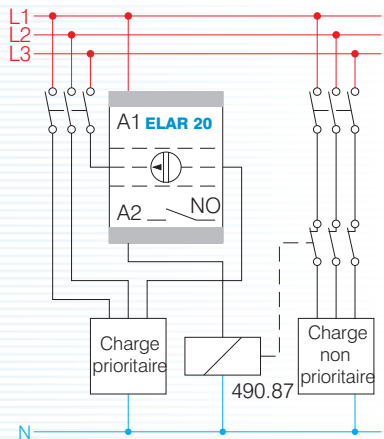 L1
L2
L3
A1 ELAR 20
A2
NO
Charge
prioritaire
490.87
Charge
non
prioritaire
N